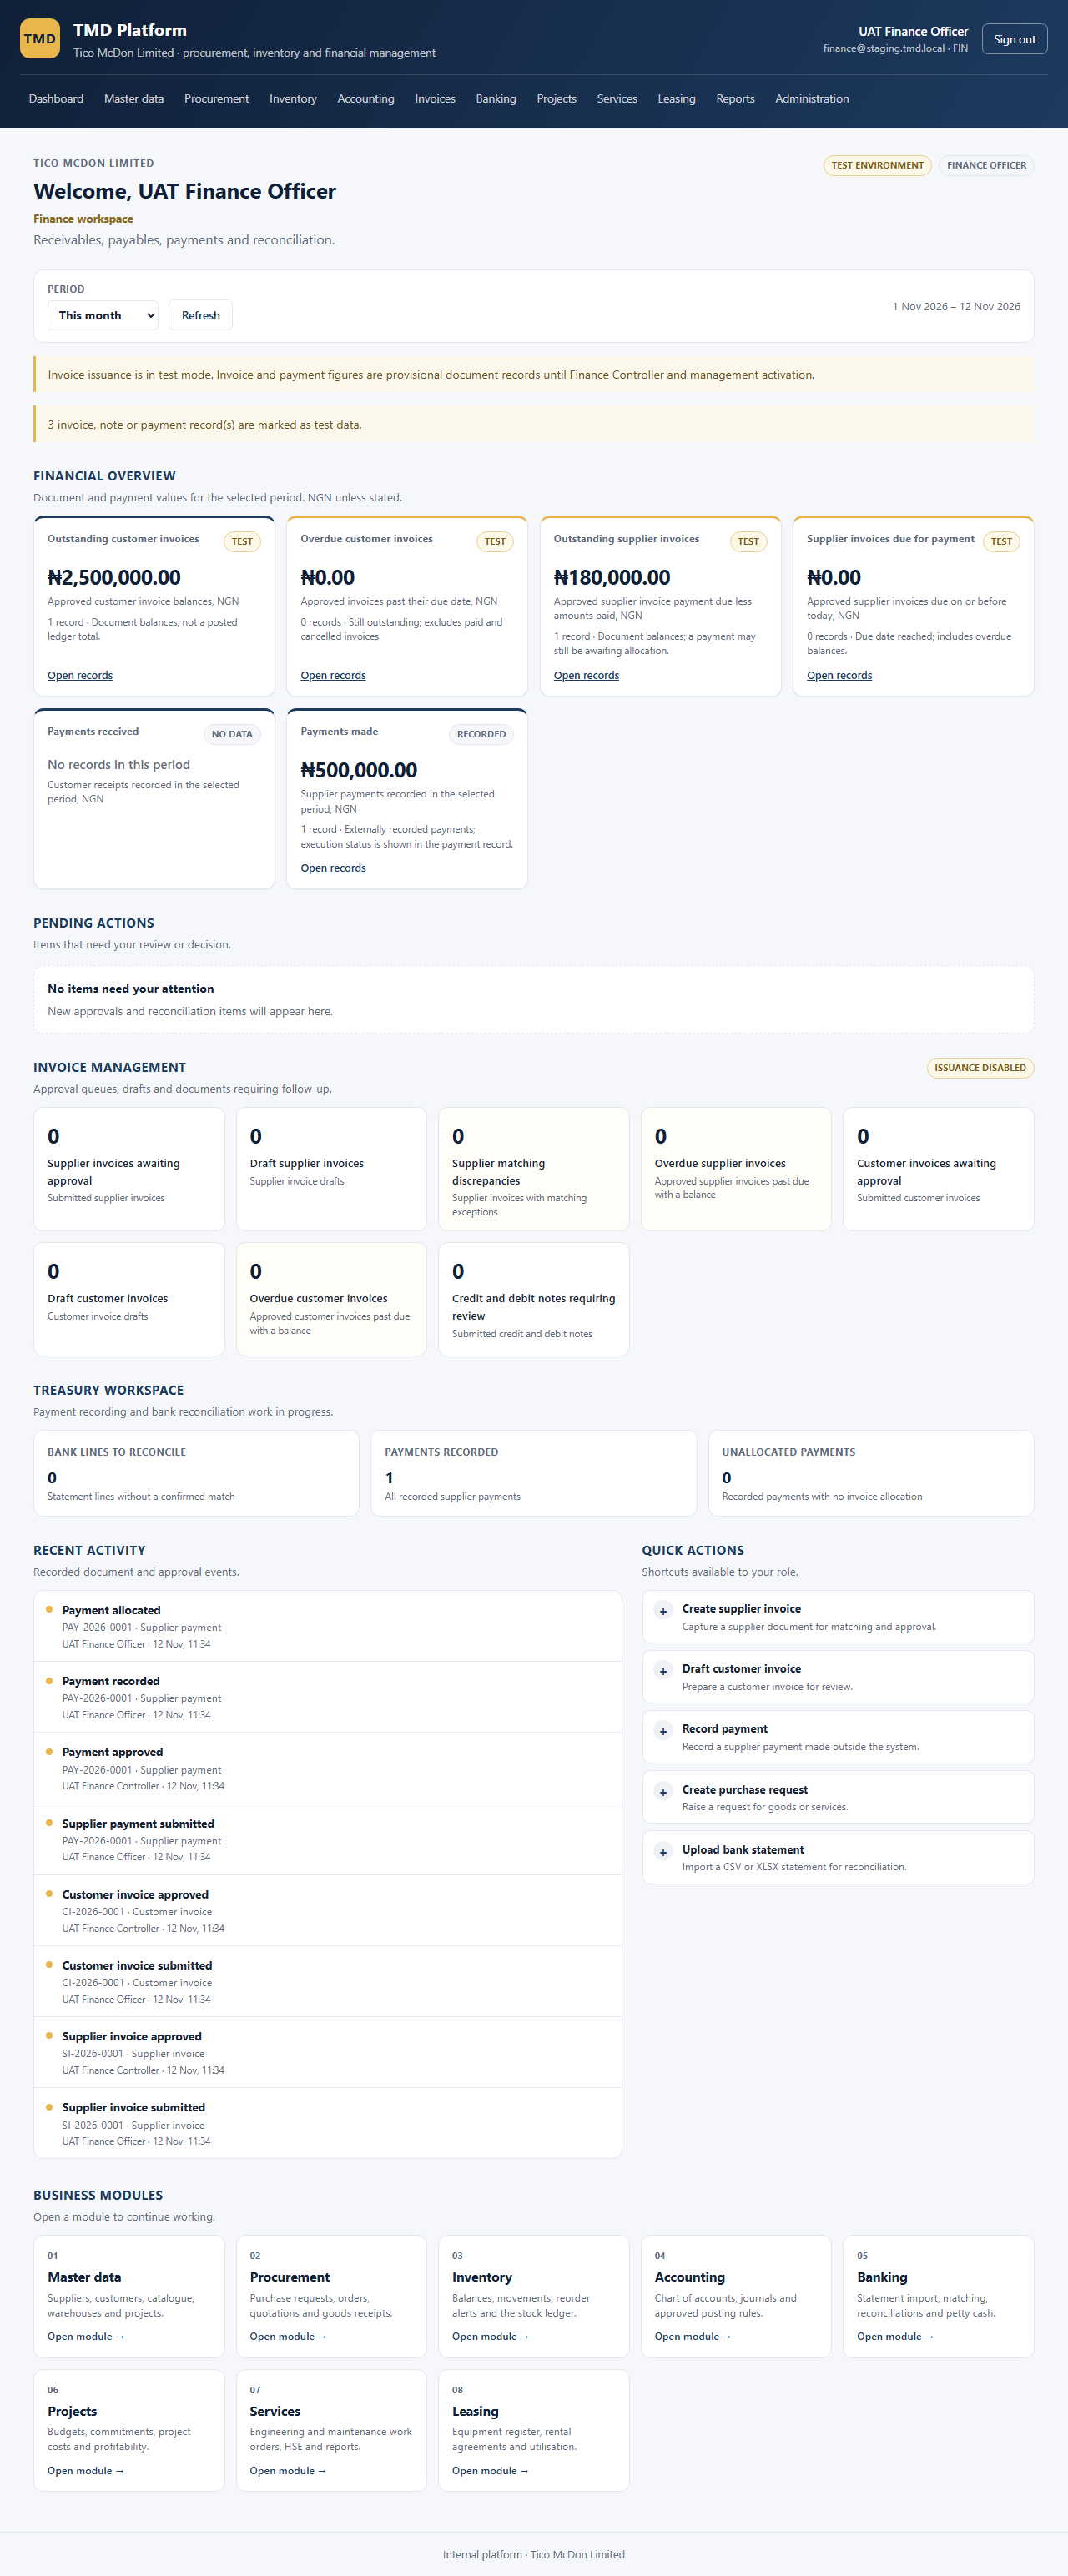 TMD
TMD Platform
Tico McDon Limited · procurement, inventory and financial management
UAT Finance Officer
finance@staging.tmd.local · FIN
Sign out
Dashboard Master data Procurement Inventory Accounting Invoices Banking Projects Services Leasing Reports Administration
TICO MCDON LIMITED
TEST ENVIRONMENT FINANCE OFFICER
Welcome, UAT Finance Officer
Finance workspace
Receivables, payables, payments and reconciliation.
PERIOD
This month Refresh
1 Nov 2026 – 12 Nov 2026
Invoice issuance is in test mode. Invoice and payment figures are provisional document records until Finance Controller and management activation.
3 invoice, note or payment record(s) are marked as test data.
FINANCIAL OVERVIEW
Document and payment values for the selected period. NGN unless stated.
Outstanding customer invoices TEST
₦2,500,000.00
Approved customer invoice balances, NGN
1 record · Document balances, not a posted
ledger total.
Open records
Overdue customer invoices TEST
₦0.00
Approved invoices past their due date, NGN
0 records · Still outstanding; excludes paid and
cancelled invoices.
Open records
Outstanding supplier invoices TEST
₦180,000.00
Approved supplier invoice payment due less
amounts paid, NGN
1 record · Document balances; a payment may
still be awaiting allocation.
Open records
Supplier invoices due for payment TEST
₦0.00
Approved supplier invoices due on or before
today, NGN
0 records · Due date reached; includes overdue
balances.
Open records
Payments received NO DATA
No records in this period
Customer receipts recorded in the selected
period, NGN
Payments made RECORDED
₦500,000.00
Supplier payments recorded in the selected
period, NGN
1 record · Externally recorded payments;
execution status is shown in the payment record.
Open records
PENDING ACTIONS
Items that need your review or decision.
No items need your attention
New approvals and reconciliation items will appear here.
INVOICE MANAGEMENT
ISSUANCE DISABLED
Approval queues, drafts and documents requiring follow-up.
0
Supplier invoices awaiting
approval
Submitted supplier invoices
0
Draft supplier invoices
Supplier invoice drafts
0
Supplier matching
discrepancies
Supplier invoices with matching
exceptions
0
Overdue supplier invoices
Approved supplier invoices past due
with a balance
0
Customer invoices awaiting
approval
Submitted customer invoices
0
Draft customer invoices
Customer invoice drafts
0
Overdue customer invoices
Approved customer invoices past due
with a balance
0
Credit and debit notes requiring
review
Submitted credit and debit notes
TREASURY WORKSPACE
Payment recording and bank reconciliation work in progress.
BANK LINES TO RECONCILE
0
Statement lines without a confirmed match
PAYMENTS RECORDED
1
All recorded supplier payments
UNALLOCATED PAYMENTS
0
Recorded payments with no invoice allocation
RECENT ACTIVITY
Recorded document and approval events.
Payment allocated
PAY-2026-0001 · Supplier payment
UAT Finance Officer · 12 Nov, 11:34
Payment recorded
PAY-2026-0001 · Supplier payment
UAT Finance Officer · 12 Nov, 11:34
Payment approved
PAY-2026-0001 · Supplier payment
UAT Finance Controller · 12 Nov, 11:34
Supplier payment submitted
PAY-2026-0001 · Supplier payment
UAT Finance Officer · 12 Nov, 11:34
Customer invoice approved
CI-2026-0001 · Customer invoice
UAT Finance Controller · 12 Nov, 11:34
Customer invoice submitted
CI-2026-0001 · Customer invoice
UAT Finance Officer · 12 Nov, 11:34
Supplier invoice approved
SI-2026-0001 · Supplier invoice
UAT Finance Controller · 12 Nov, 11:34
Supplier invoice submitted
SI-2026-0001 · Supplier invoice
UAT Finance Officer · 12 Nov, 11:34
QUICK ACTIONS
Shortcuts available to your role.
+ Create supplier invoice
Capture a supplier document for matching and approval.
+ Draft customer invoice
Prepare a customer invoice for review.
+ Record payment
Record a supplier payment made outside the system.
+ Create purchase request
Raise a request for goods or services.
+ Upload bank statement
Import a CSV or XLSX statement for reconciliation.
BUSINESS MODULES
Open a module to continue working.
01
Master data
Suppliers, customers, catalogue,
warehouses and projects.
Open module →
02
Procurement
Purchase requests, orders,
quotations and goods receipts.
Open module →
03
Inventory
Balances, movements, reorder
alerts and the stock ledger.
Open module →
04
Accounting
Chart of accounts, journals and
approved posting rules.
Open module →
05
Banking
Statement import, matching,
reconciliations and petty cash.
Open module →
06
Projects
Budgets, commitments, project
costs and profitability.
Open module →
07
Services
Engineering and maintenance work
orders, HSE and reports.
Open module →
08
Leasing
Equipment register, rental
agreements and utilisation.
Open module →
Internal platform · Tico McDon Limited